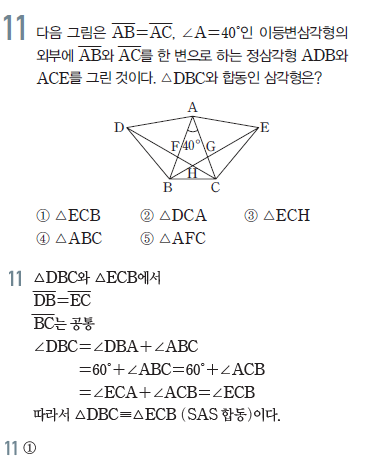 11 다음 그림은 AB=AC, ∠A=40°인 이등변삼각형의
외부에 AB와 AC를 한 변으로 하는 정삼각형 ADB와
ACE를 그린 것이다. △DBC와 합동인 삼각형은?
A
D E
F 40° G
H
B C
① △ECB ② △DCA ③ △ECH
④ △ABC ⑤ △AFC
11 △DBC와 △ECB에서
DB=EC
BC는 공통
∠DBC=∠DBA+∠ABC
=60°+∠ABC=60°+∠ACB
=∠ECA+∠ACB=∠ECB
따라서 △DBC≡△ECB (SAS 합동)이다.
11 ①